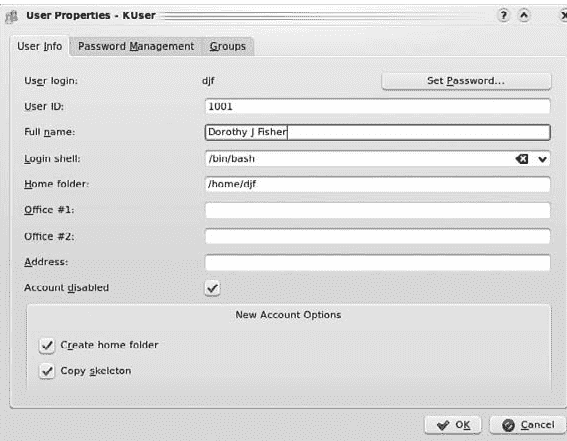 User Properties - KUser
User Info Password Management Groups
User login: djf Set Password...
User ID: 1001
Full name: Dorothy J Fisher
Login shell: /bin/bash
Home folder: /home/djf
Office #1:
Office #2:
Address:
Account disabled
New Account Options
Create home folder
Copy skeleton
OK Cancel